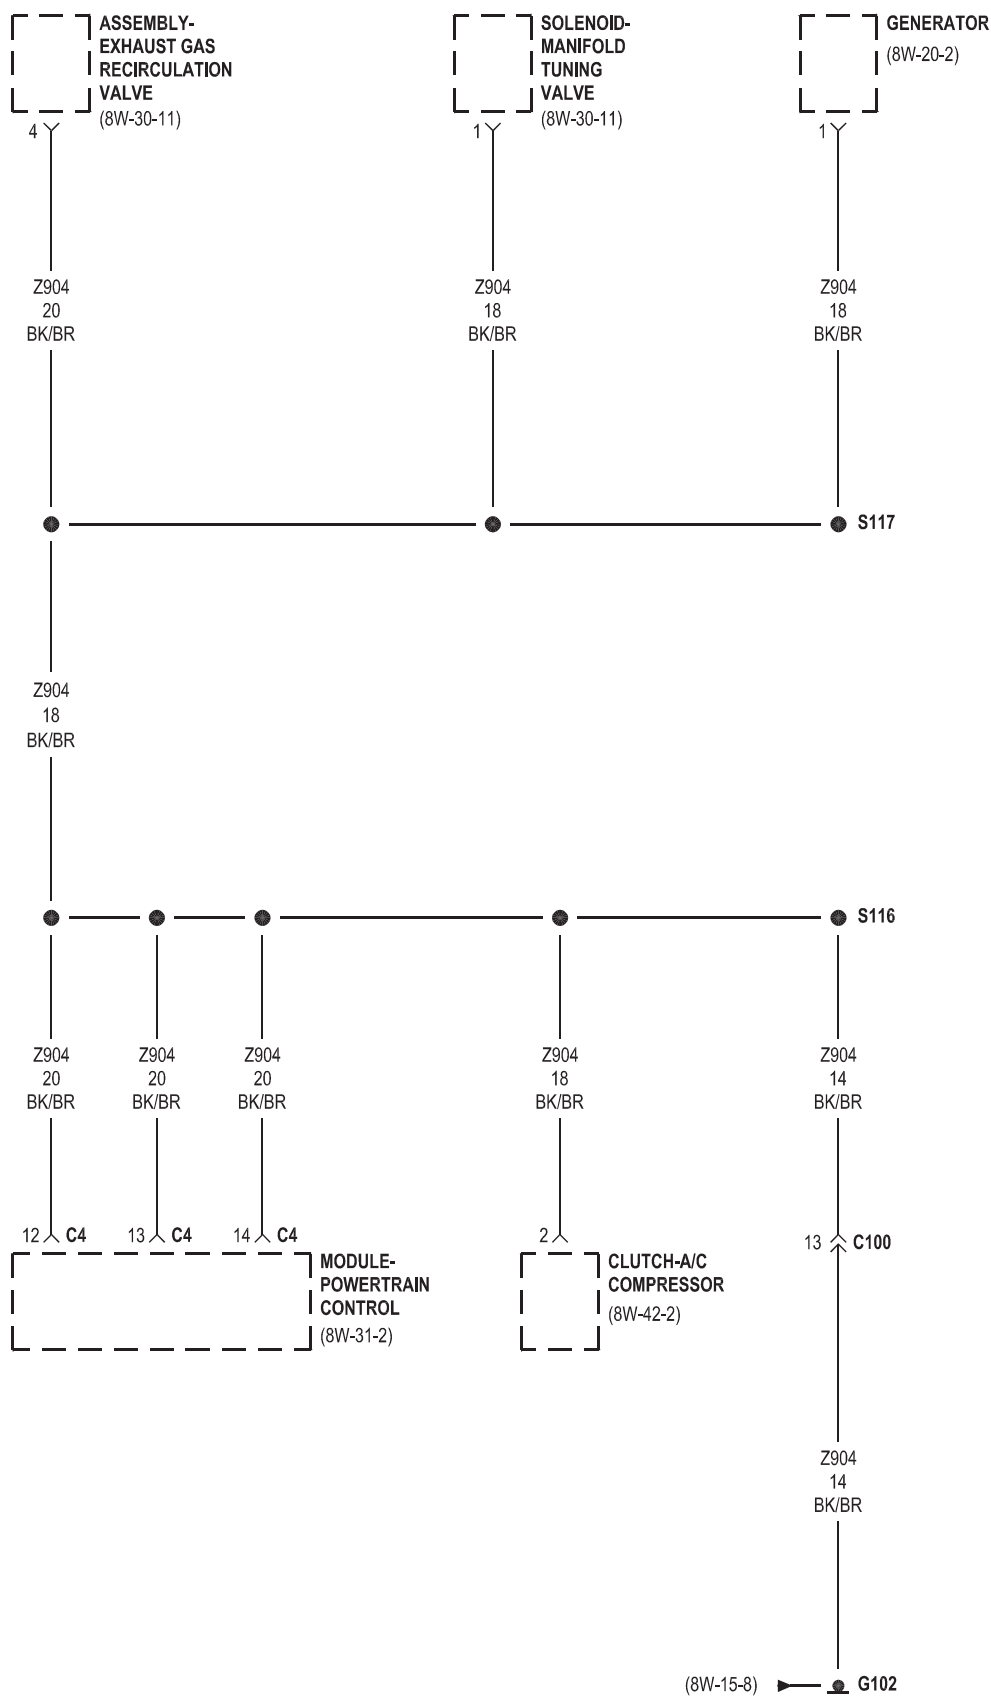 ASSEMBLY-
EXHAUST GAS
RECIRCULATION
VALVE
(8W-30-11)
SOLENOID-
MANIFOLD
TUNING
VALVE
(8W-30-11)
GENERATOR
(8W-20-2)
4
1
1
Z904
20
BK/BR
Z904
18
BK/BR
Z904
18
BK/BR
S117
Z904
18
BK/BR
S116
Z904
20
BK/BR
Z904
20
BK/BR
Z904
20
BK/BR
Z904
18
BK/BR
Z904
14
BK/BR
12 C4
13 C4
14 C4
2
13 C100
MODULE-
POWERTRAIN
CONTROL
(8W-31-2)
CLUTCH-A/C
COMPRESSOR
(8W-42-2)
Z904
14
BK/BR
(8W-15-8) G102